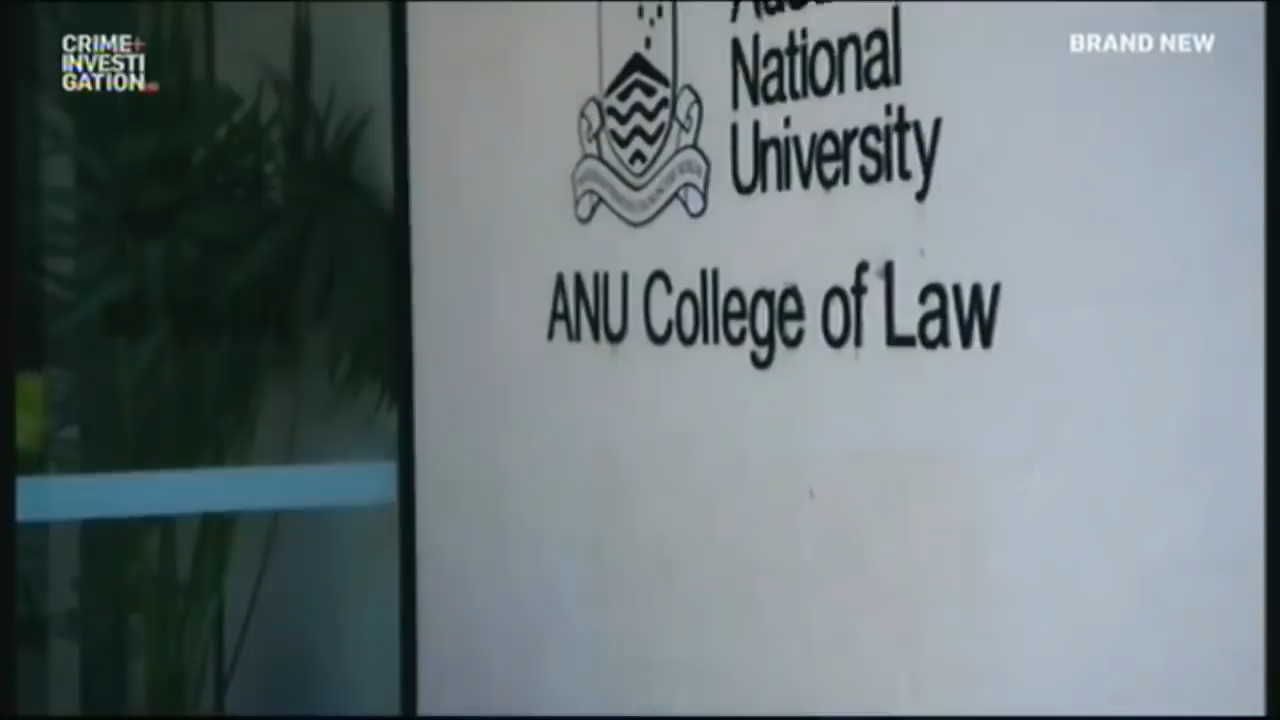 CRIME+
INVESTI
GATION
BRAND NEW
National
University
ANU College of Law